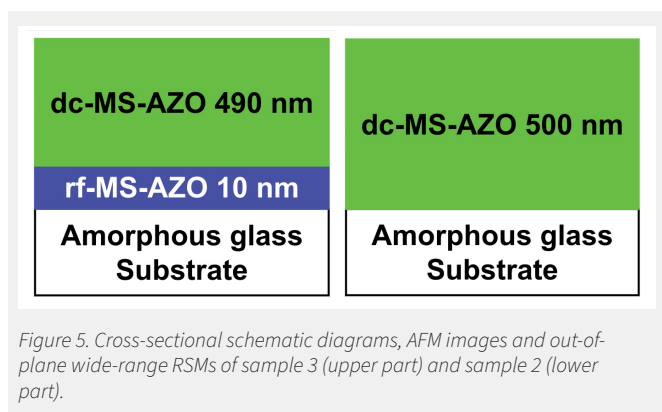 dc-MS-AZO 490 nm
rf-MS-AZO 10 nm
Amorphous glass
Substrate
dc-MS-AZO 500 nm
Amorphous glass
Substrate
Figure 5. Cross-sectional schematic diagrams, AFM images and out-of-
plane wide-range RSMs of sample 3 (upper part) and sample 2 (lower
part).